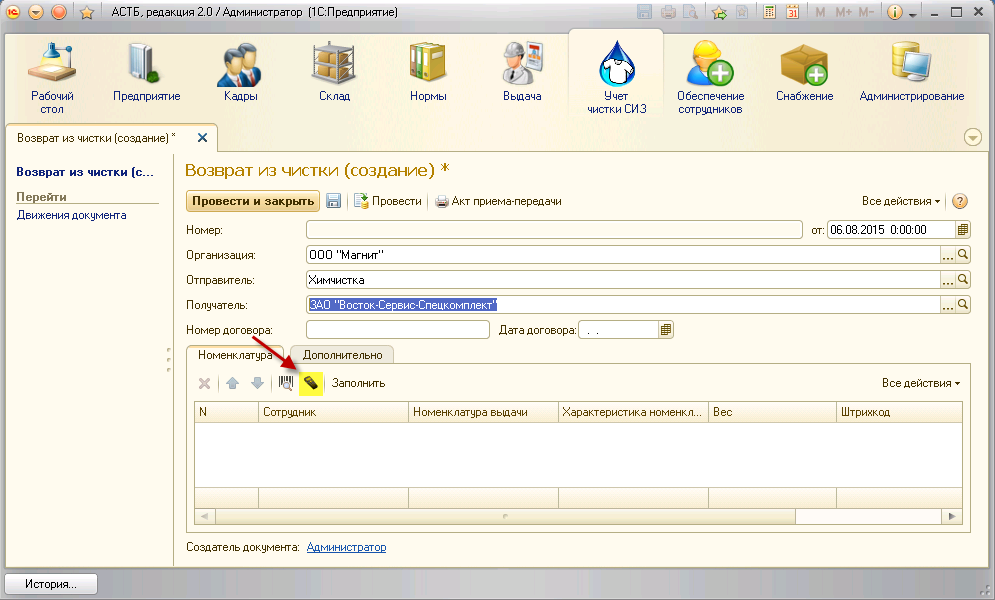 АСТБ, редакция 2.0 / Администратор (1С:Предприятие)
M M+ M-
Рабочий стол
Предприятие
Кадры
Склад
Нормы
Выдача
Учет чистки СИЗ
Обеспечение сотрудников
Снабжение
Администрирование
Возврат из чистки (создание) *
Возврат из чистки (с...
Перейти
Движения документа
Возврат из чистки (создание) *
Провести и закрыть Провести Акт приема-передачи Все действия
Номер: от: 06.08.2015 0:00:00
Организация: ООО "Магнит"
Отправитель: Химчистка
Получатель: ЗАО "Восток-Сервис-Спецкомплект"
Номер договора: Дата договора: . .
Номенклатура Дополнительно
Заполнить Все действия
N Сотрудник Номенклатура выдачи Характеристика номенкл... Вес Штрихкод
Создатель документа: Администратор
История...